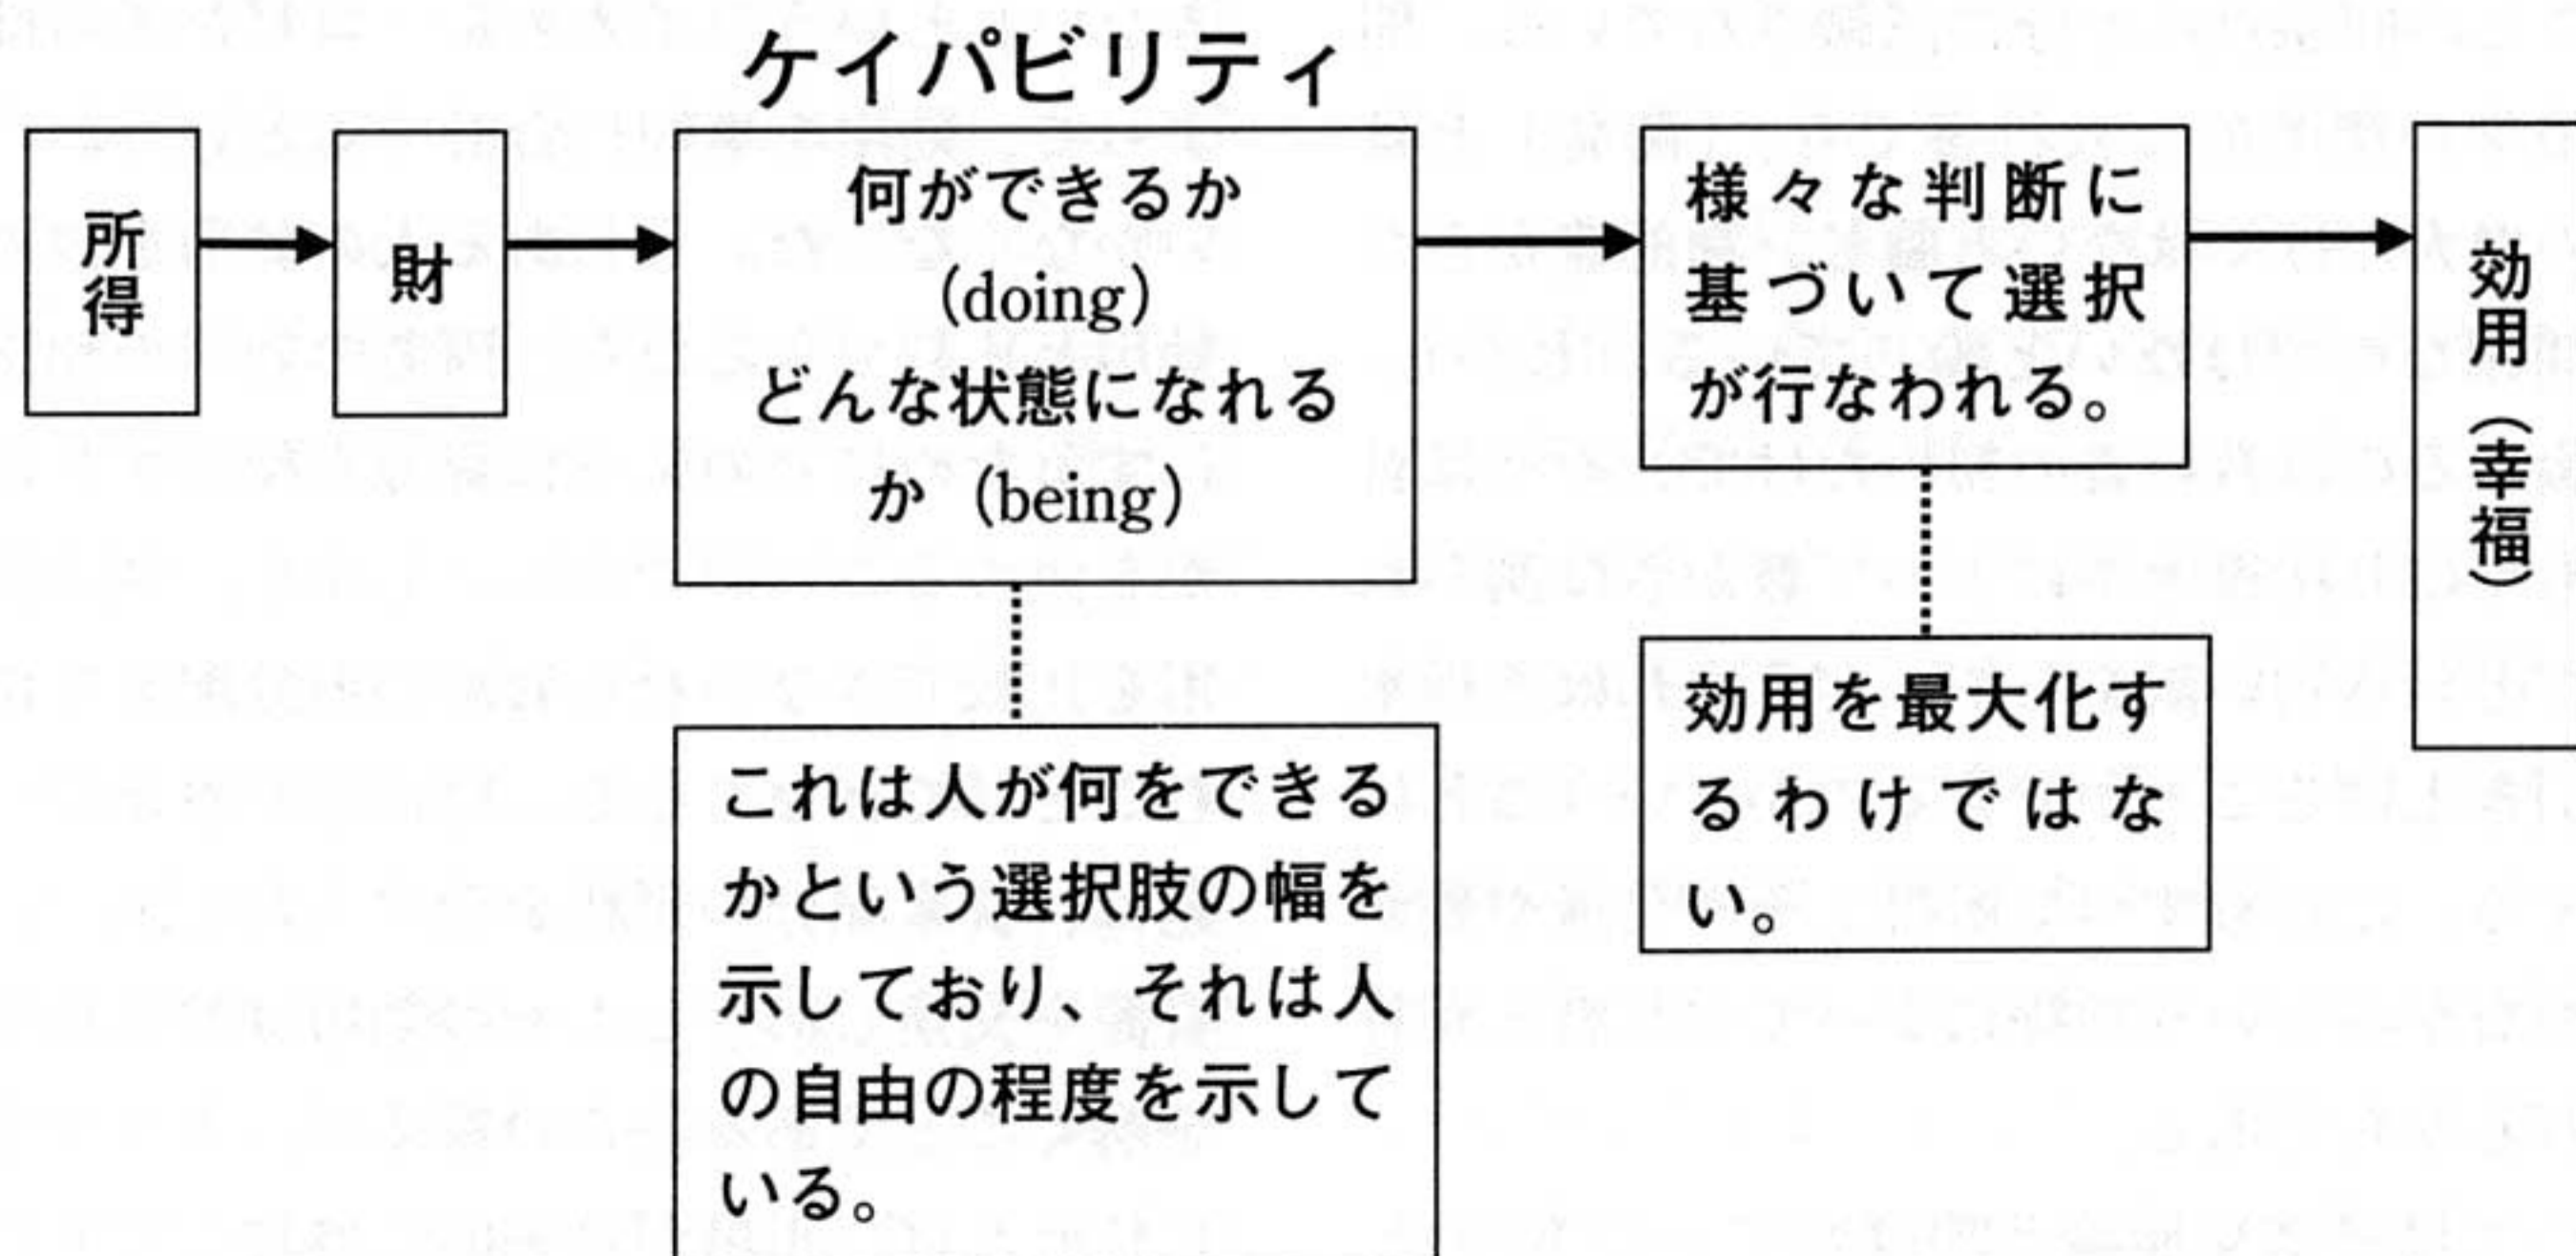 ケイパビリティ
所得
財
何ができるか
(doing)
どんな状態になれる
か (being)
様々な判断に
基づいて選択
が行なわれる。
効用(幸福)
これは人が何をできる
かという選択肢の幅を
示しており、それは人
の自由の程度を示して
いる。
効用を最大化す
るわけではな
い。